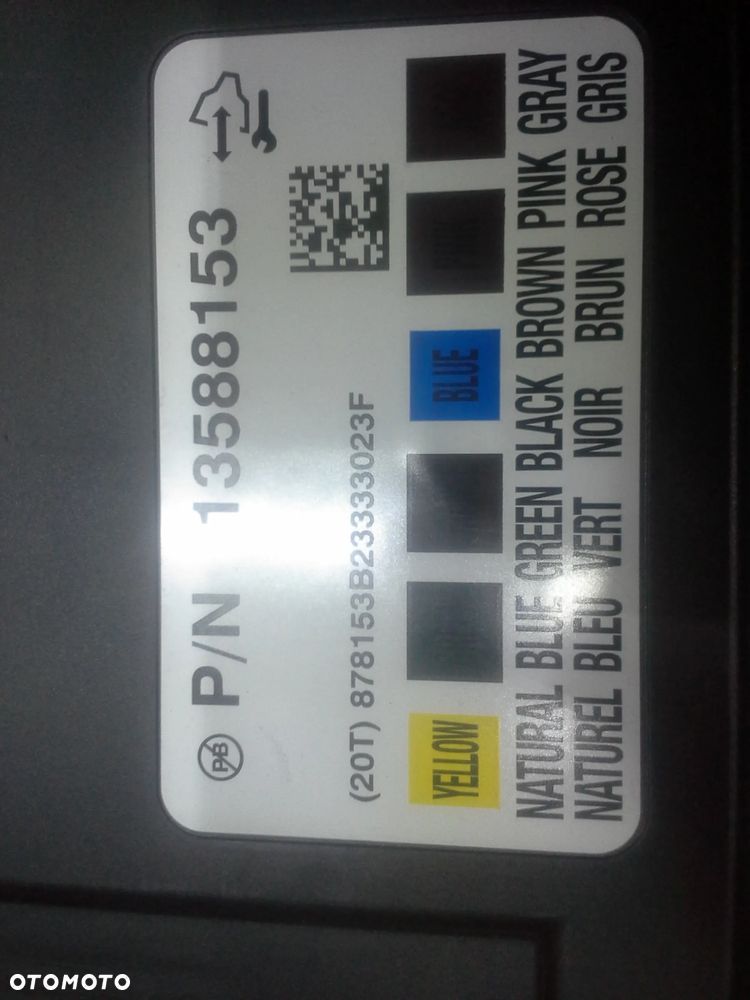 P/N 13588153
(20T) 878153B23333023F
YELLOW BLUE
NATURAL BLUE GREEN BLACK BROWN PINK GRAY
NATUREL BLEU VERT NOIR BRUN ROSE GRIS
OTOMOTO